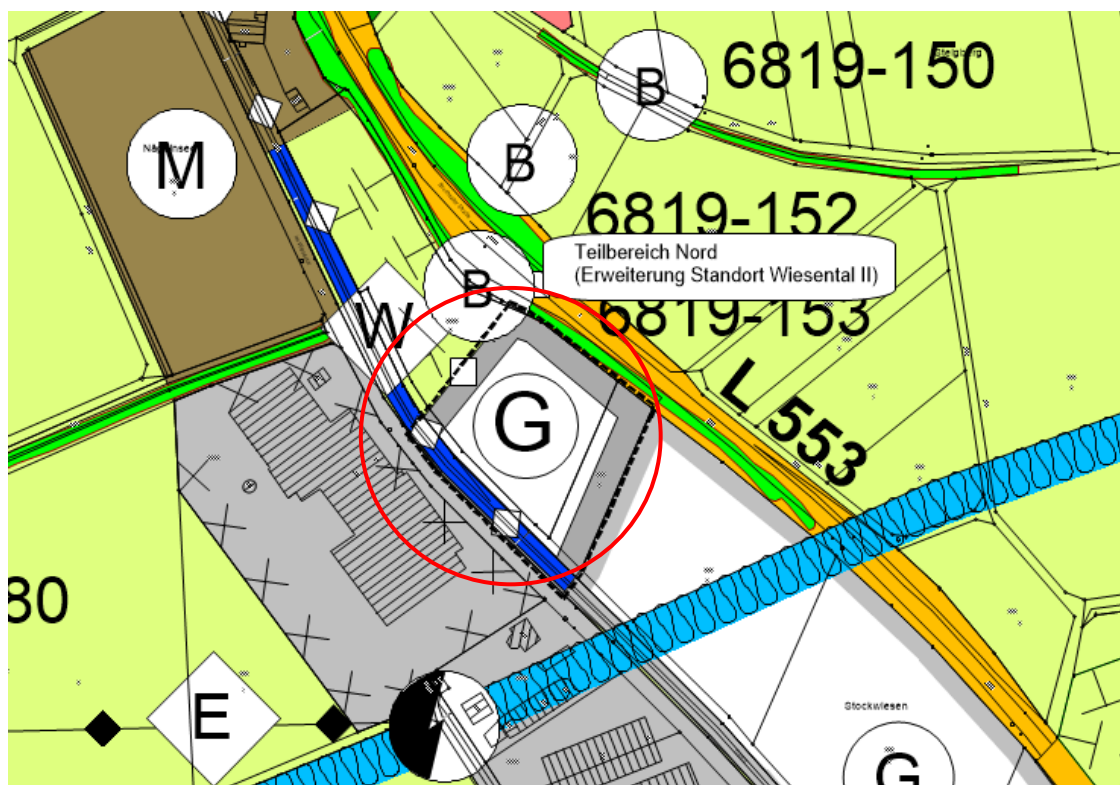 6819-150
B
M
B
6819-152
Teilbereich Nord
(Erweiterung Standort Wiesental II)
B
6819-153
W
L 553
G
80
E
Stockwiesen
G